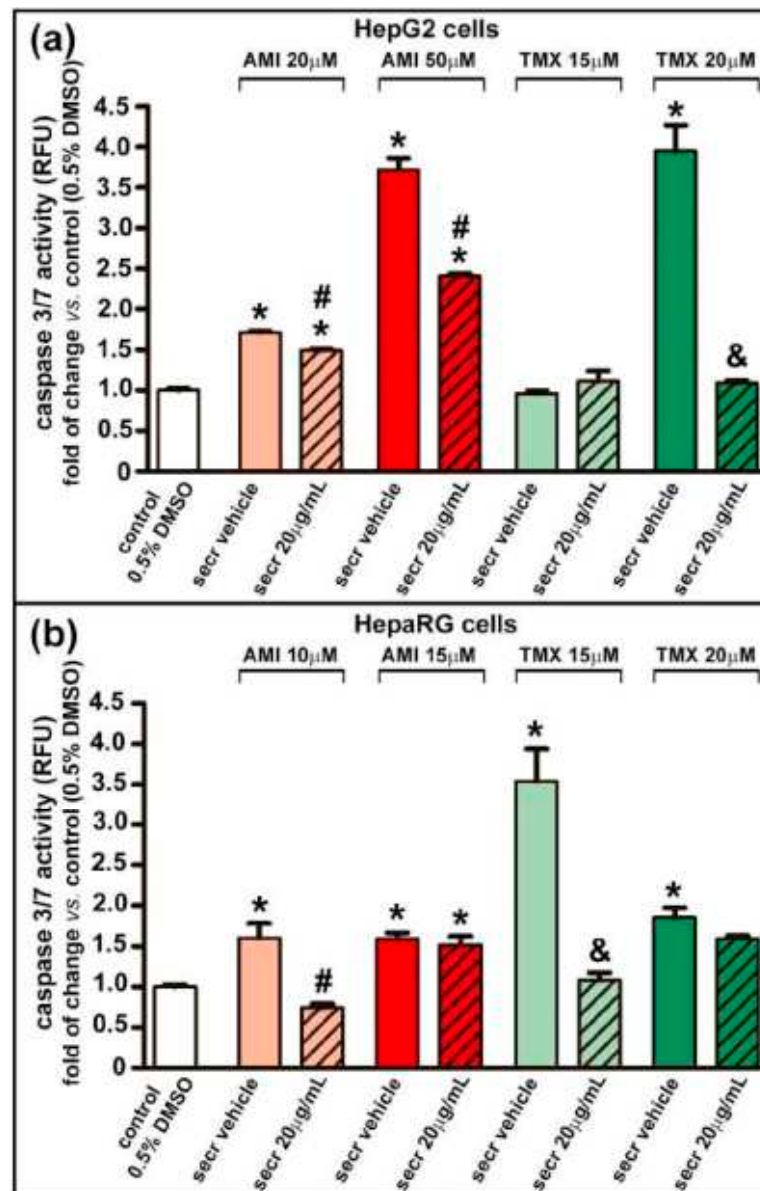 (a)
HepG2 cells
AMI 20μM AMI 50μM TMX 15μM TMX 20μM
caspase 3/7 activity (RFU)
fold of change vs. control (0.5% DMSO)
4.5
4.0
3.5
3.0
2.5
2.0
1.5
1.0
0.5
0
* # * * # * * &
control
0.5% DMSO
secr vehicle
secr 20μg/mL
secr vehicle
secr 20μg/mL
secr vehicle
secr 20μg/mL
secr vehicle
secr 20μg/mL
(b)
HepaRG cells
AMI 10μM AMI 15μM TMX 15μM TMX 20μM
caspase 3/7 activity (RFU)
fold of change vs. control (0.5% DMSO)
4.5
4.0
3.5
3.0
2.5
2.0
1.5
1.0
0.5
0
* # * * * & *
control
0.5% DMSO
secr vehicle
secr 20μg/mL
secr vehicle
secr 20μg/mL
secr vehicle
secr 20μg/mL
secr vehicle
secr 20μg/mL